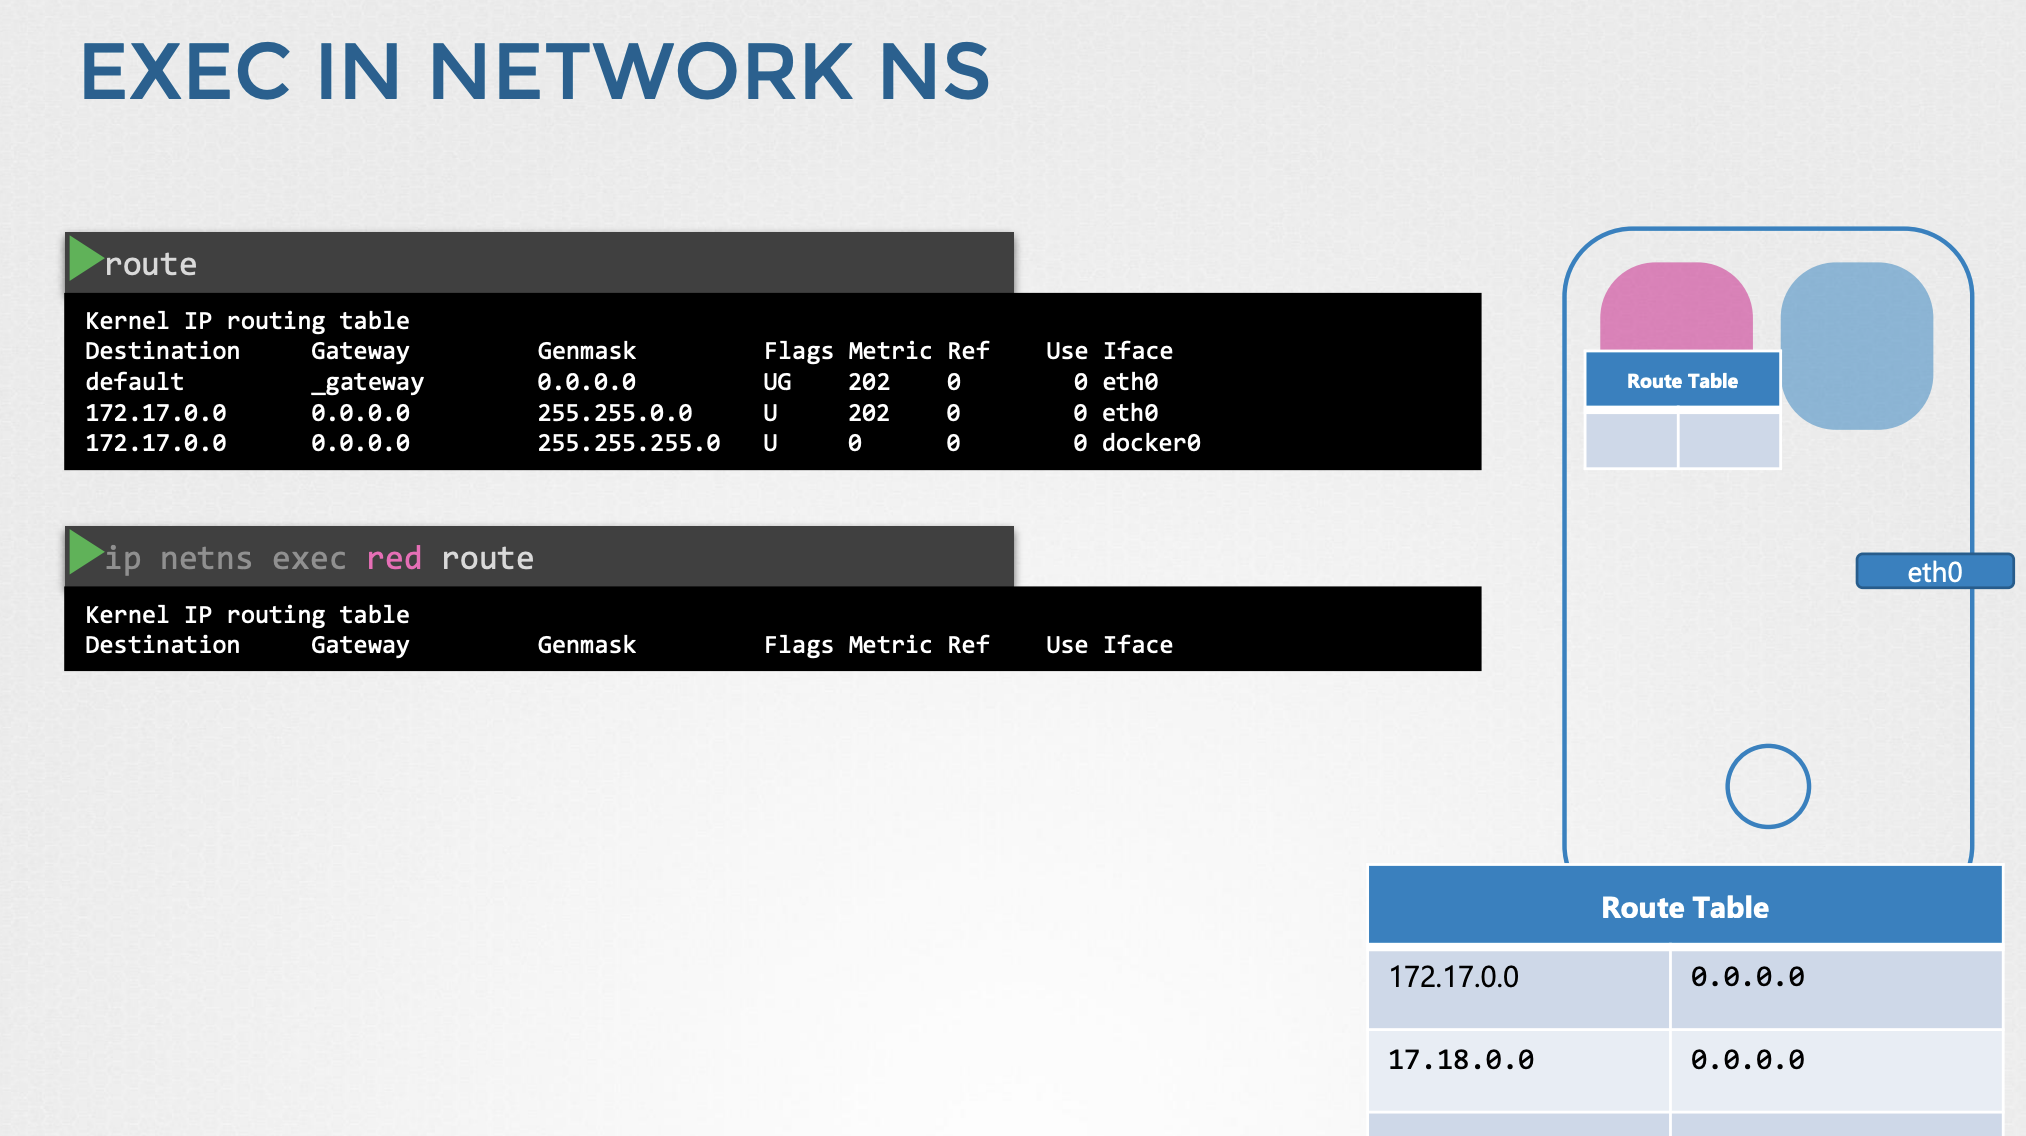 EXEC IN NETWORK NS
route
Kernel IP routing table
Destination     Gateway         Genmask         Flags Metric Ref    Use Iface
default         _gateway        0.0.0.0         UG    202    0        0 eth0
172.17.0.0      0.0.0.0         255.255.0.0     U     202    0        0 eth0
172.17.0.0      0.0.0.0         255.255.255.0   U     0      0        0 docker0
ip netns exec red route
Kernel IP routing table
Destination     Gateway         Genmask         Flags Metric Ref    Use Iface
Route Table
eth0
Route Table
172.17.0.0 0.0.0.0
17.18.0.0 0.0.0.0